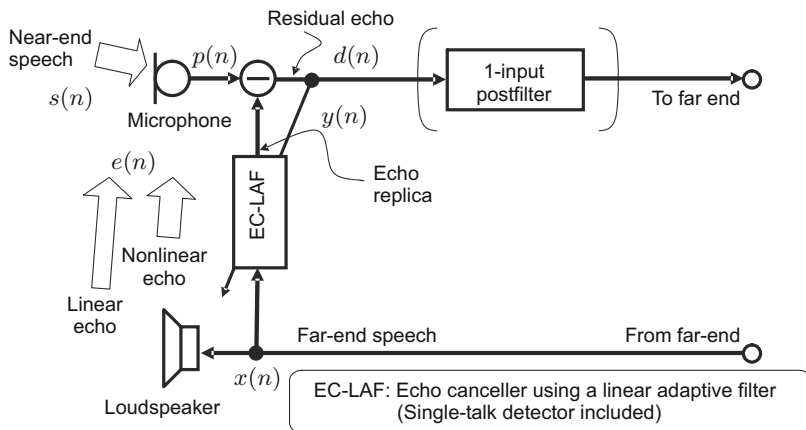 Residual echo
Near-end
speech
p(n)
d(n)
s(n)
1-input
postfilter
To far end
Microphone
y(n)
e(n)
Echo
replica
EC-LAF
Nonlinear
echo
Linear
echo
Far-end speech
From far-end
x(n)
Loudspeaker
EC-LAF: Echo canceller using a linear adaptive filter
(Single-talk detector included)